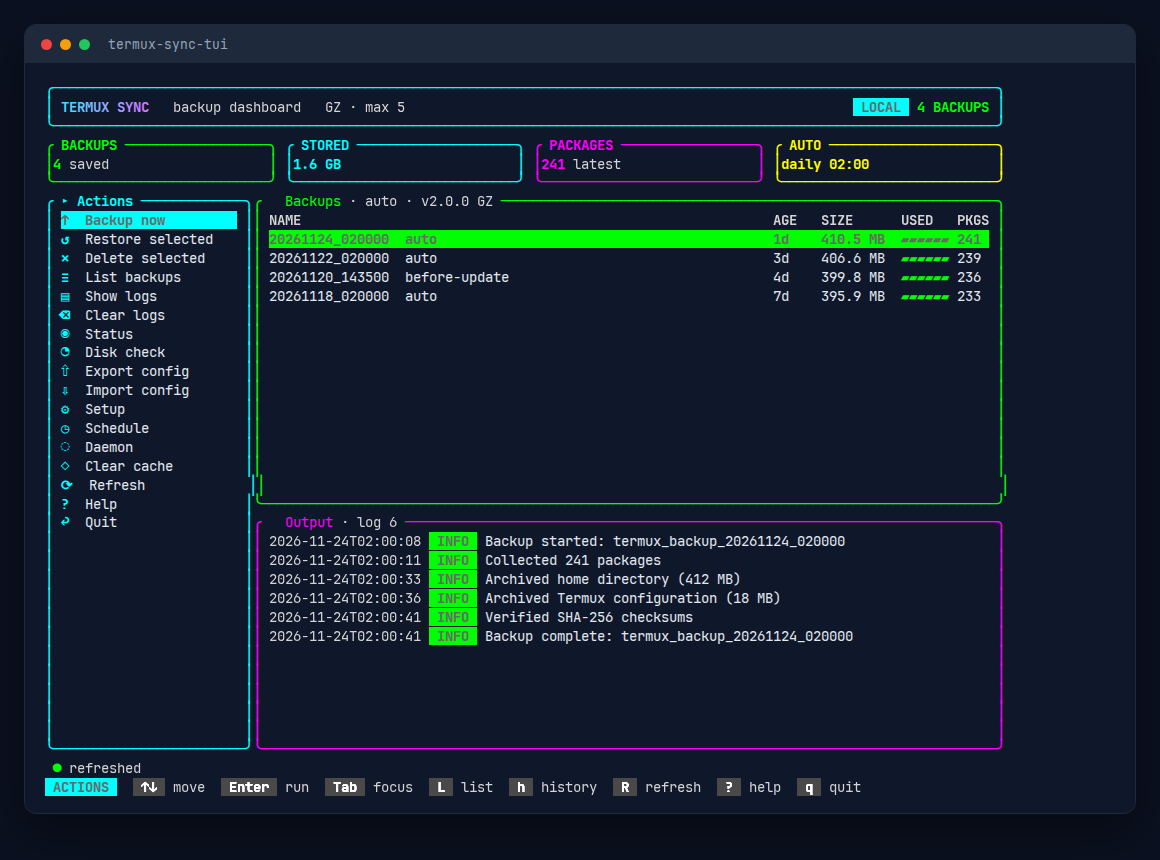 termux-sync-tui
TERMUX SYNC backup dashboard GZ · max 5 LOCAL 4 BACKUPS
BACKUPS
4 saved
STORED
1.6 GB
PACKAGES
241 latest
AUTO
daily 02:00
▸ Actions
↑ Backup now
↺ Restore selected
× Delete selected
≡ List backups
▤ Show logs
⌫ Clear logs
◉ Status
◔ Disk check
⇧ Export config
⇩ Import config
⚙ Setup
◷ Schedule
◌ Daemon
◇ Clear cache
⟳ Refresh
? Help
↩ Quit
Backups · auto · v2.0.0 GZ
NAME AGE SIZE USED PKGS
20261124_020000 auto 1d 410.5 MB ▰▰▰▰▰▰ 241
20261122_020000 auto 3d 406.6 MB ▰▰▰▰▰▰ 239
20261120_143500 before-update 4d 399.8 MB ▰▰▰▰▰▰ 236
20261118_020000 auto 7d 395.9 MB ▰▰▰▰▰▰ 233
Output · log 6
2026-11-24T02:00:08 INFO Backup started: termux_backup_20261124_020000
2026-11-24T02:00:11 INFO Collected 241 packages
2026-11-24T02:00:33 INFO Archived home directory (412 MB)
2026-11-24T02:00:36 INFO Archived Termux configuration (18 MB)
2026-11-24T02:00:41 INFO Verified SHA-256 checksums
2026-11-24T02:00:41 INFO Backup complete: termux_backup_20261124_020000
● refreshed
ACTIONS ↑↓ move Enter run Tab focus L list h history R refresh ? help q quit